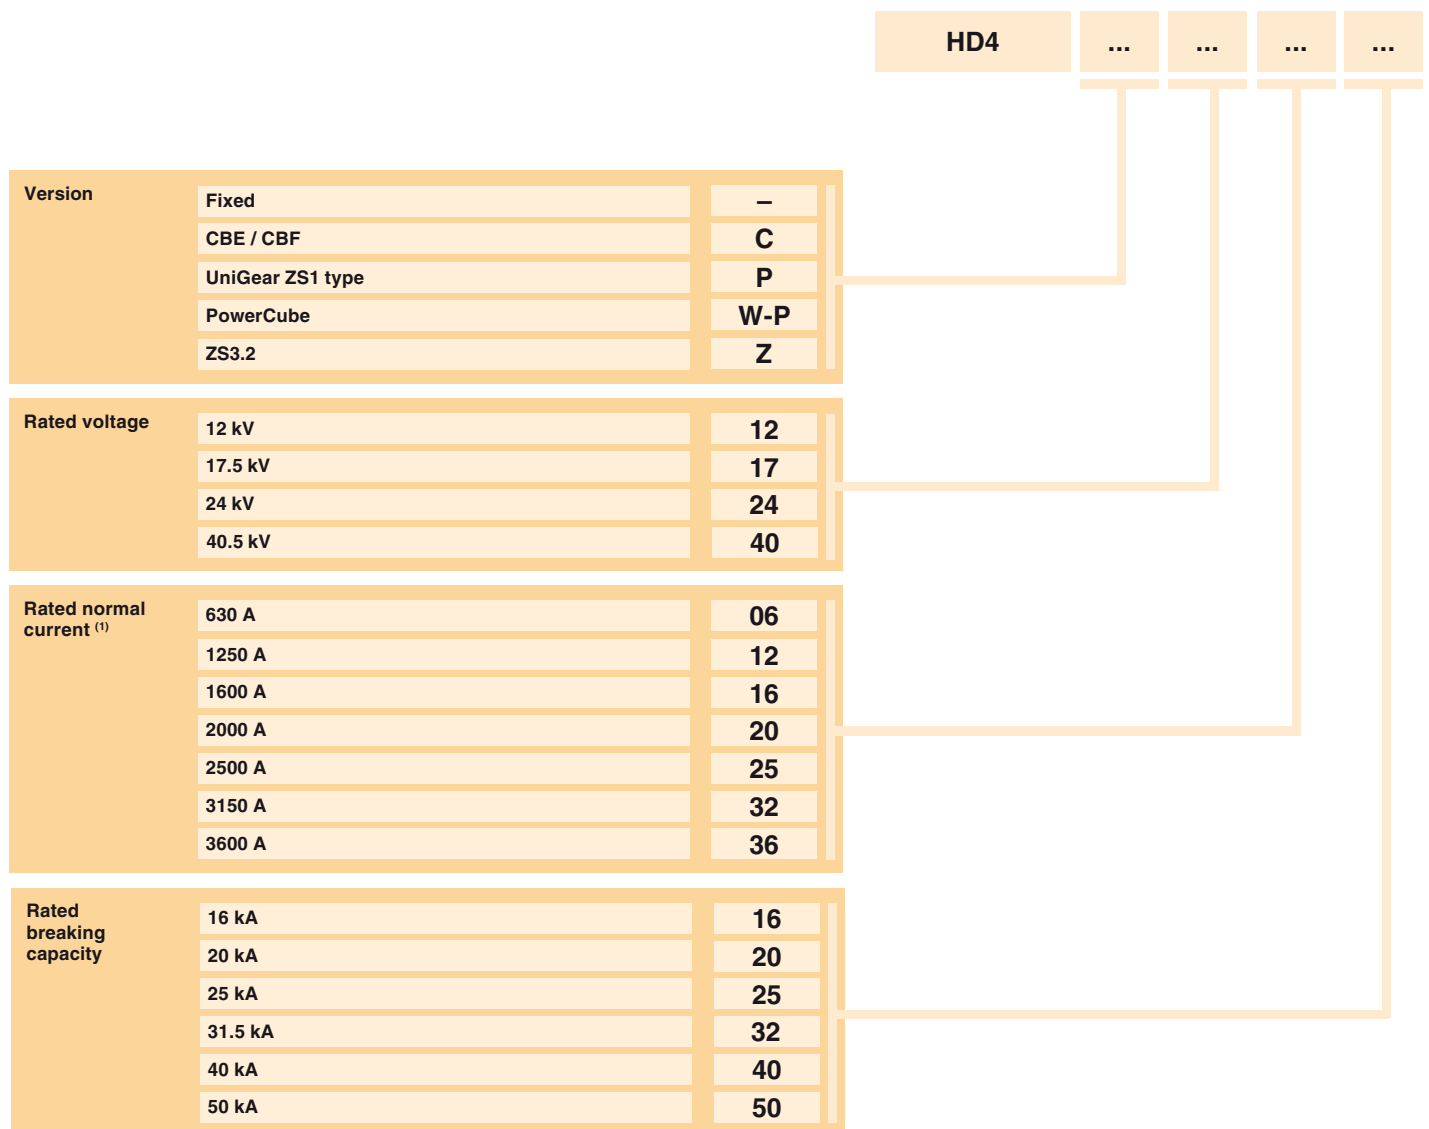 HD4 ... ... ... ...
Version
Fixed –
CBE / CBF C
UniGear ZS1 type P
PowerCube W-P
ZS3.2 Z
Rated voltage
12 kV 12
17.5 kV 17
24 kV 24
40.5 kV 40
Rated normal
current (1)
630 A 06
1250 A 12
1600 A 16
2000 A 20
2500 A 25
3150 A 32
3600 A 36
Rated
breaking
capacity
16 kA 16
20 kA 20
25 kA 25
31.5 kA 32
40 kA 40
50 kA 50